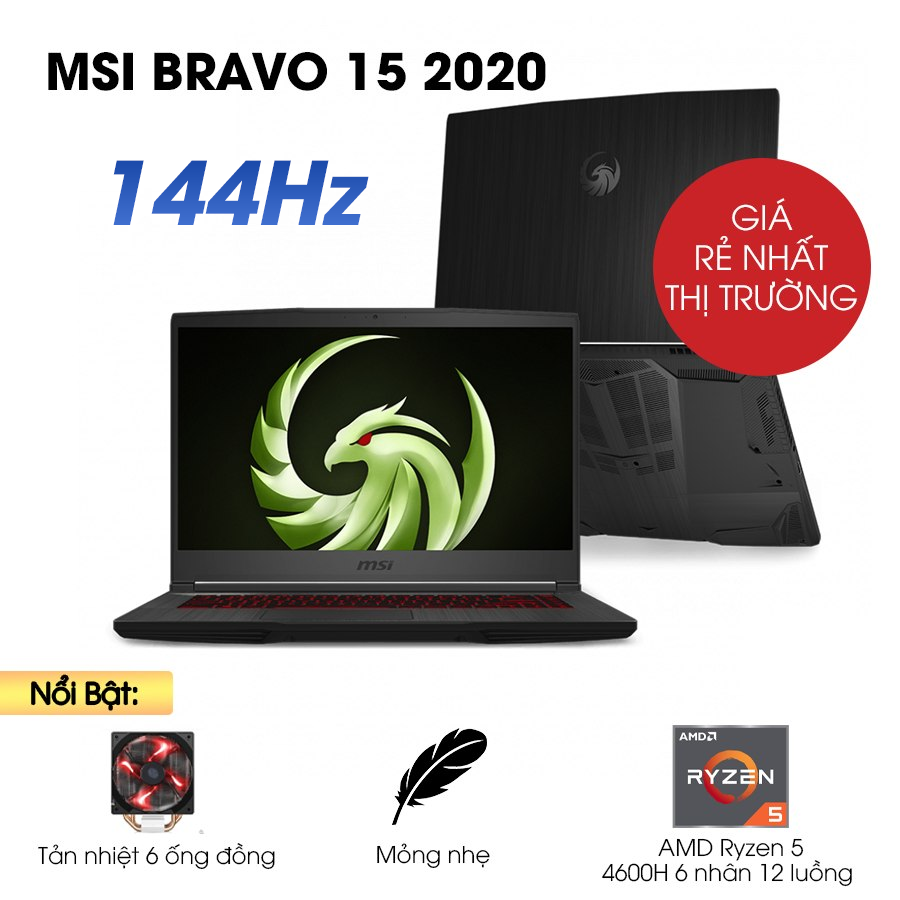 MSI BRAVO 15 2020
144Hz
GIÁ
RẺ NHẤT
THỊ TRƯỜNG
msi
Nổi Bật:
AMD
RYZEN
5
Tản nhiệt 6 ống đồng
Mỏng nhẹ
AMD Ryzen 5
4600H 6 nhân 12 luồng